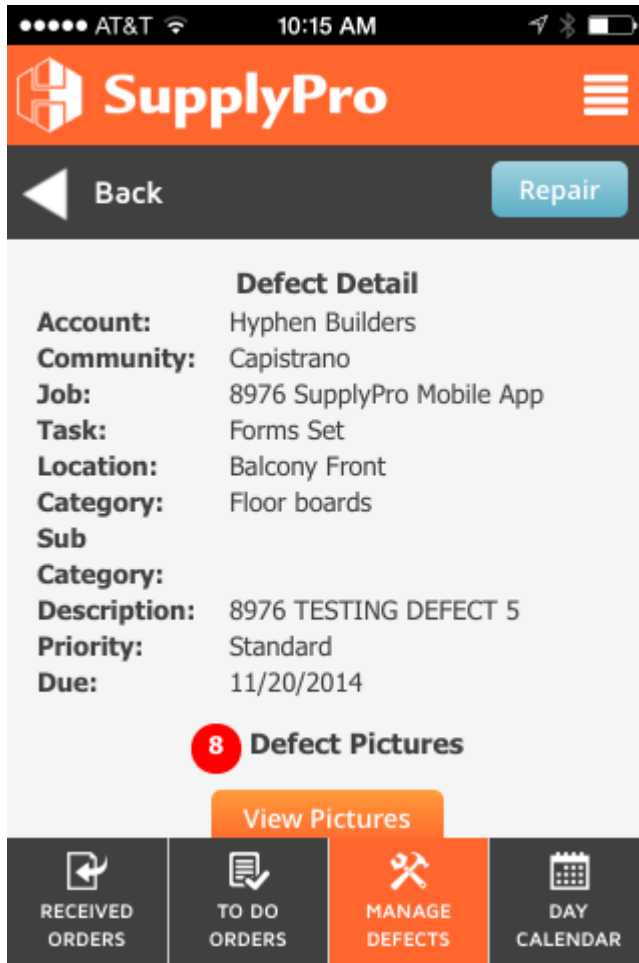 AT&T 10:15 AM
SupplyPro
Back Repair
Defect Detail
Account: Hyphen Builders
Community: Capistrano
Job: 8976 SupplyPro Mobile App
Task: Forms Set
Location: Balcony Front
Category: Floor boards
Sub
Category:
Description: 8976 TESTING DEFECT 5
Priority: Standard
Due: 11/20/2014
8 Defect Pictures
View Pictures
RECEIVED ORDERS
TO DO ORDERS
MANAGE DEFECTS
DAY CALENDAR